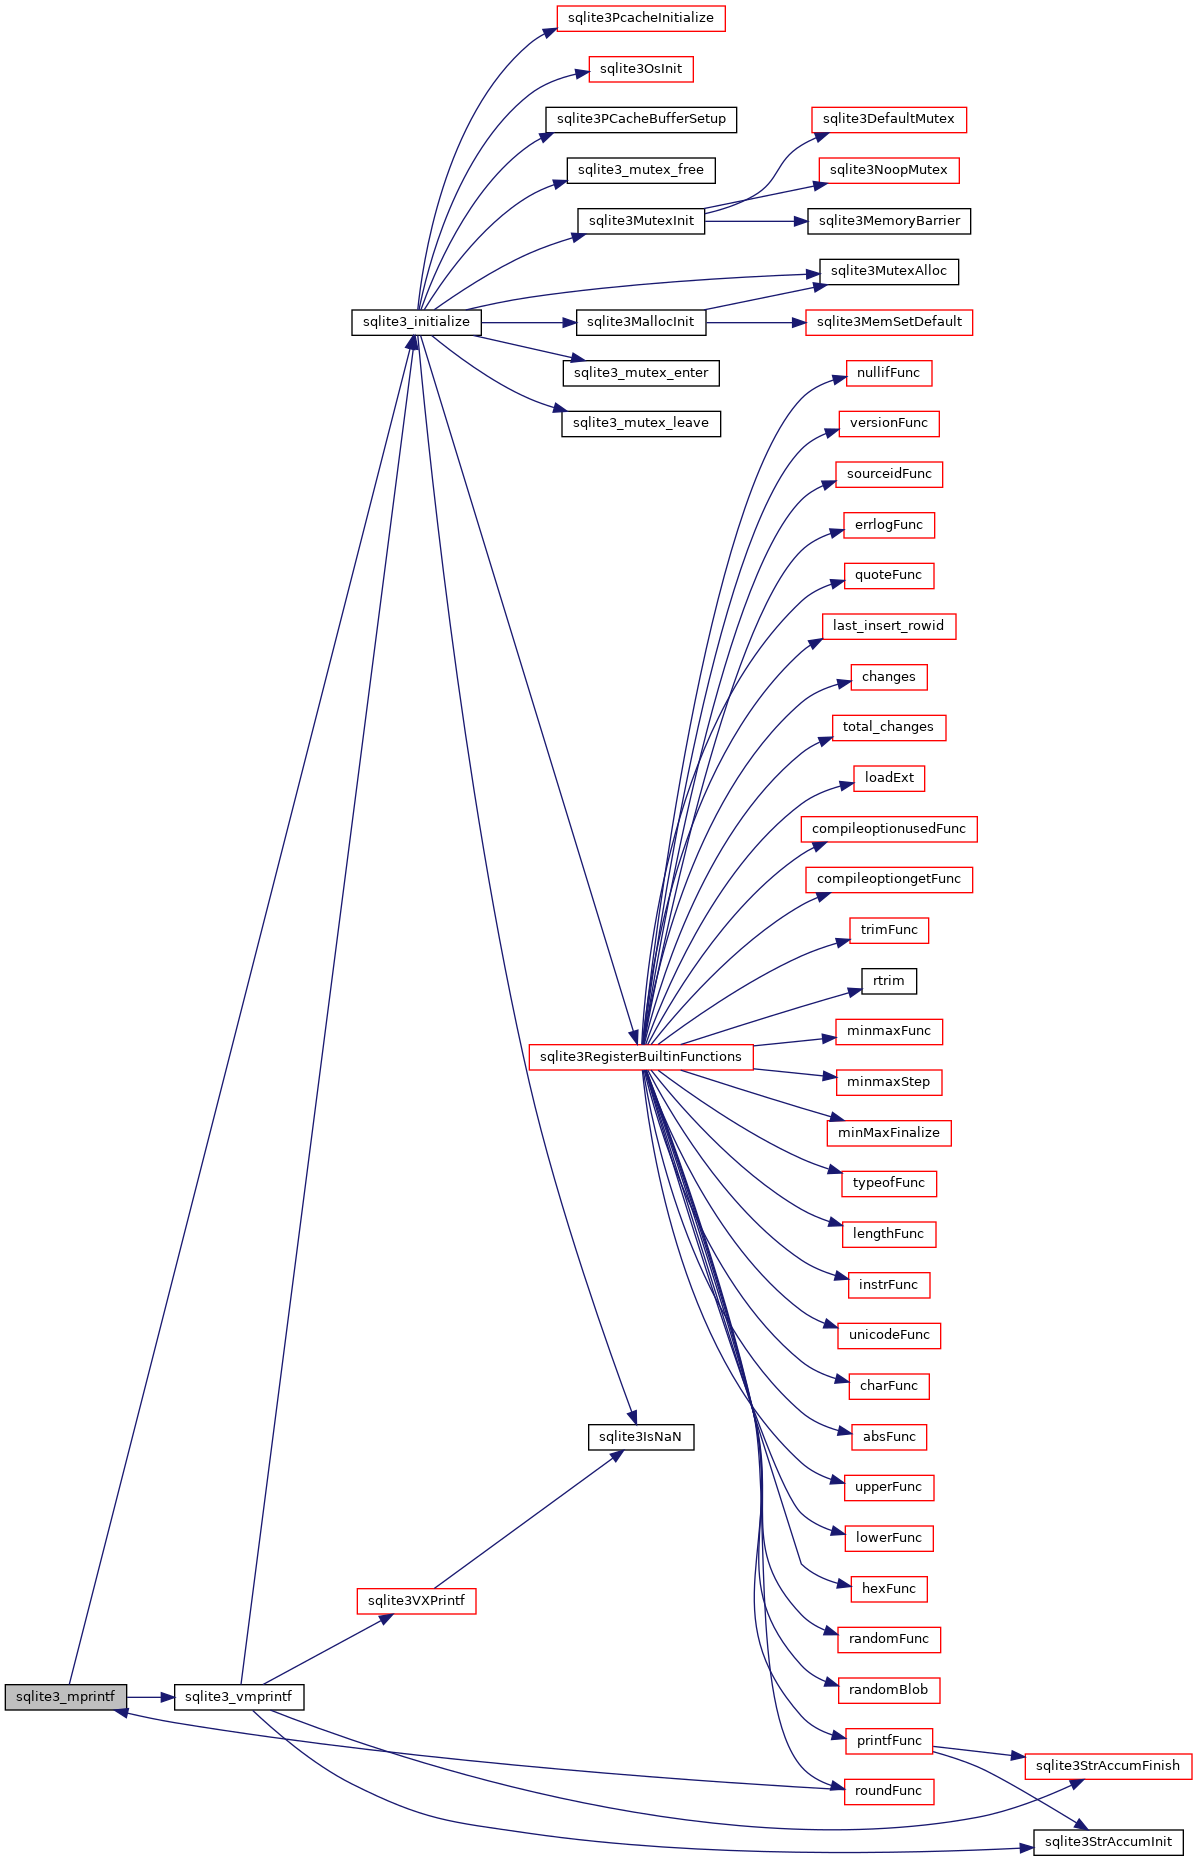 sqlite3PcacheInitialize
sqlite3OsInit
sqlite3PCacheBufferSetup
sqlite3DefaultMutex
sqlite3_mutex_free
sqlite3NoopMutex
sqlite3MutexInit
sqlite3MemoryBarrier
sqlite3MutexAlloc
sqlite3_initialize
sqlite3MallocInit
sqlite3MemSetDefault
sqlite3_mutex_enter
nullifFunc
sqlite3_mutex_leave
versionFunc
sourceidFunc
errlogFunc
quoteFunc
last_insert_rowid
changes
total_changes
loadExt
compileoptionusedFunc
compileoptiongetFunc
trimFunc
rtrim
minmaxFunc
sqlite3RegisterBuiltinFunctions
minmaxStep
minMaxFinalize
typeofFunc
lengthFunc
instrFunc
unicodeFunc
charFunc
sqlite3IsNaN
absFunc
upperFunc
lowerFunc
hexFunc
sqlite3VXPrintf
randomFunc
sqlite3_mprintf
sqlite3_vmprintf
randomBlob
printfFunc
sqlite3StrAccumFinish
roundFunc
sqlite3StrAccumInit